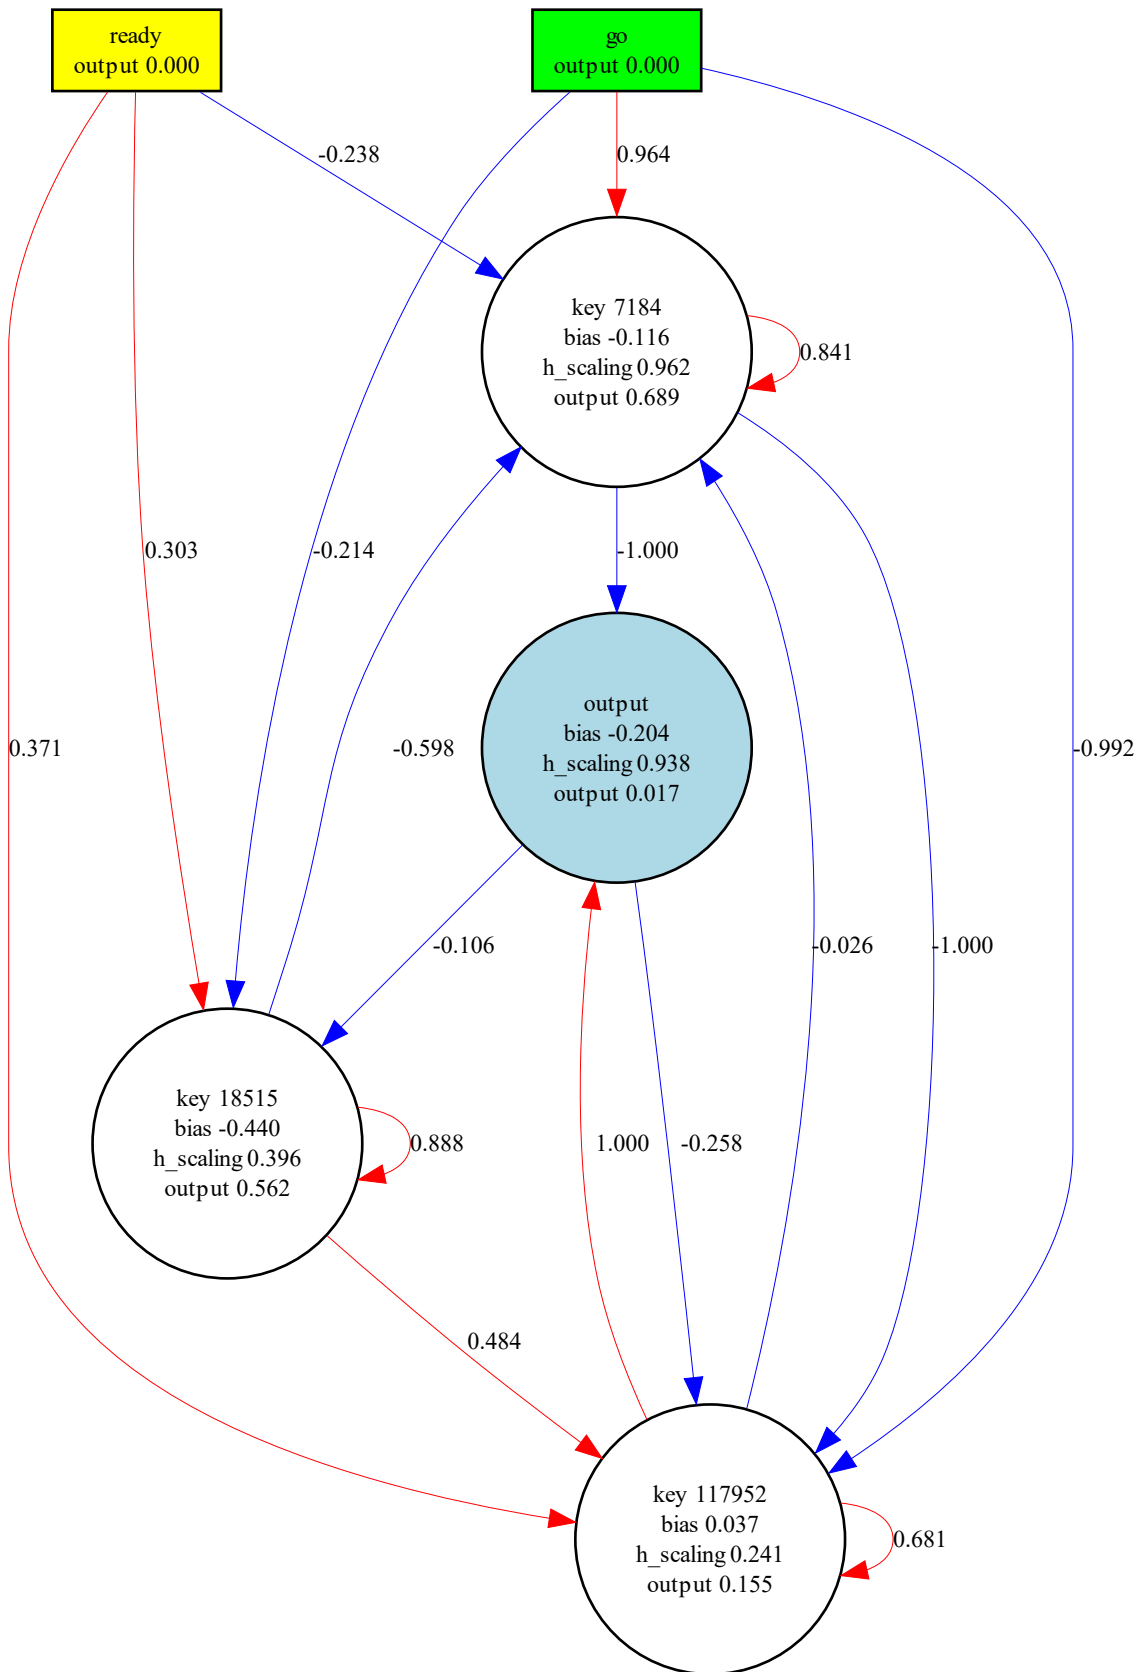 ready
output 0.000
go
output 0.000
-0.238
0.964
key 7184
bias -0.116
h_scaling 0.962
output 0.689
0.841
0.303
-0.214
-1.000
output
bias -0.204
h_scaling 0.938
output 0.017
0.371
-0.598
-0.992
-0.106
-0.026
-1.000
key 18515
bias -0.440
h_scaling 0.396
output 0.562
0.888
1.000
-0.258
0.484
key 117952
bias 0.037
h_scaling 0.241
output 0.155
0.681